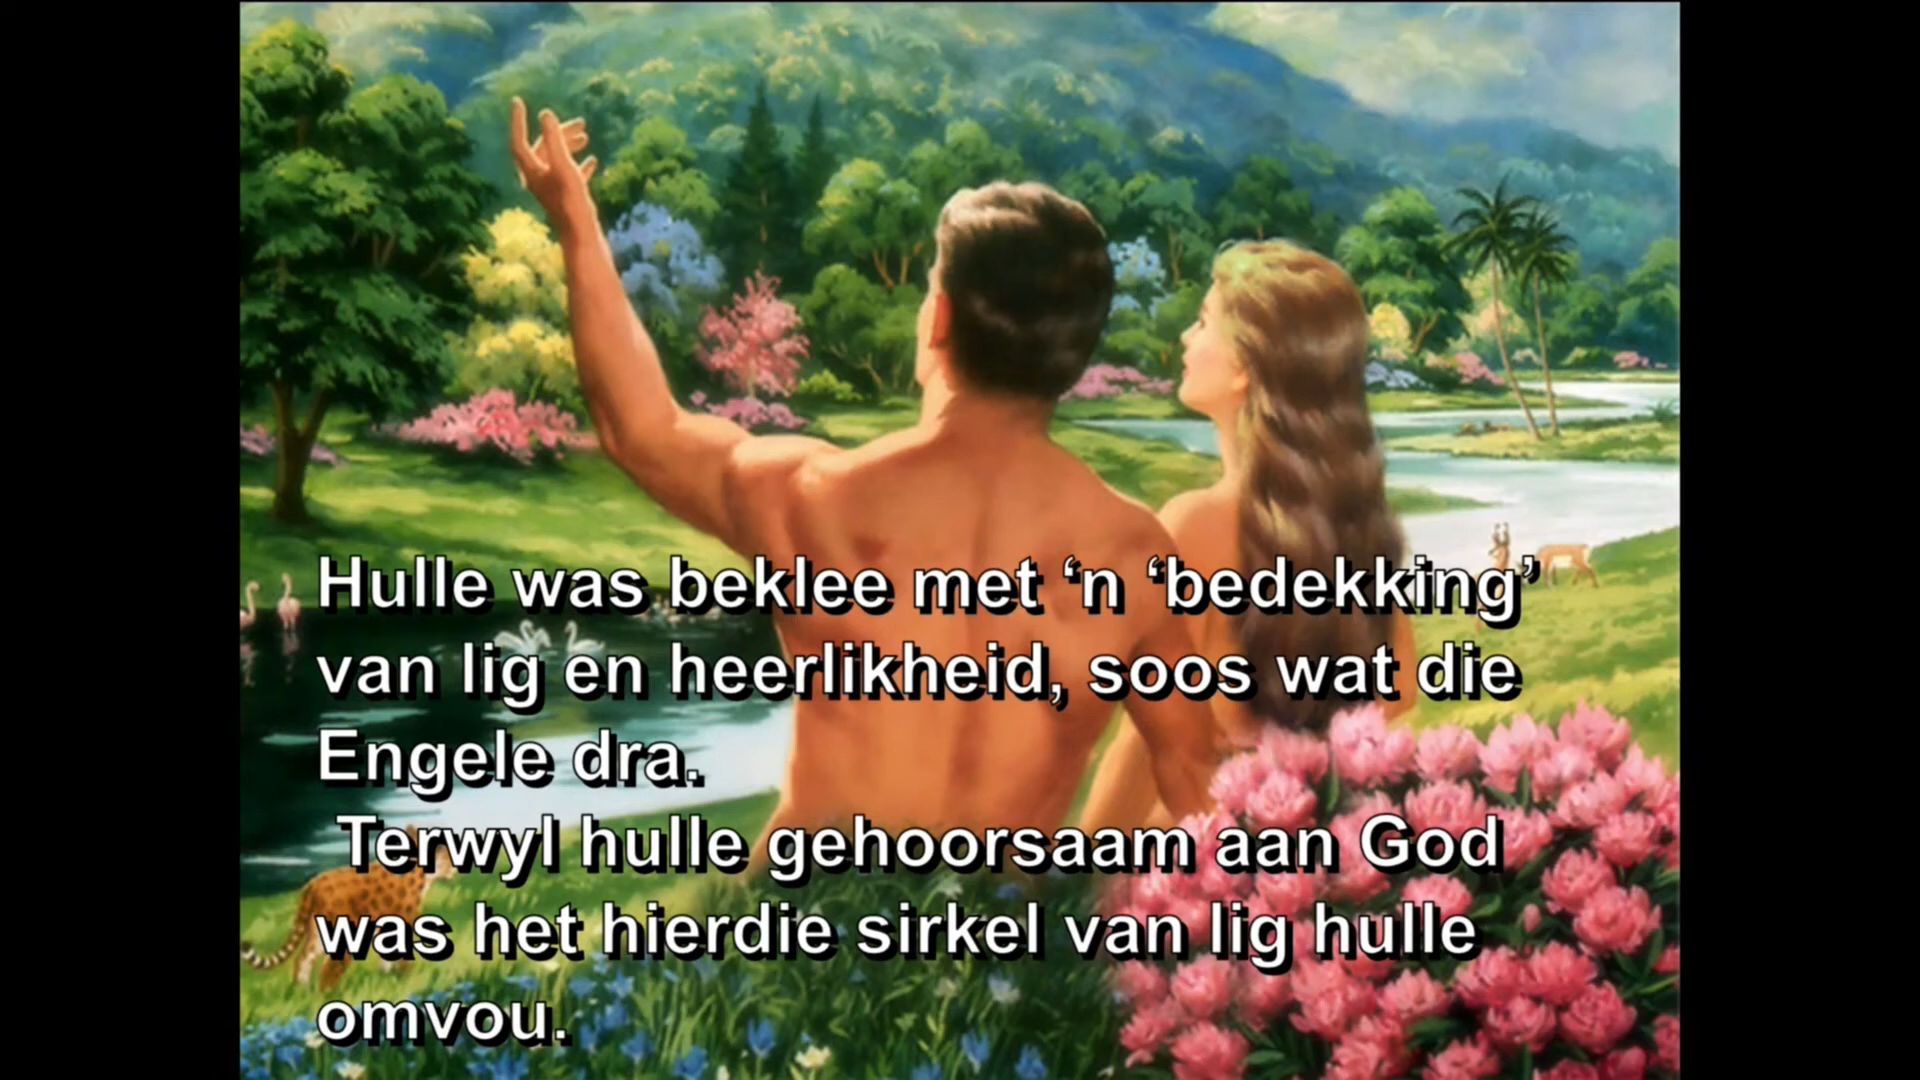 Hulle was beklee met ‘n ‘bedekking’
van lig en heerlikheid, soos wat die
Engele dra.
Terwyl hulle gehoorsaam aan God
was het hierdie sirkel van lig hulle
omvou.